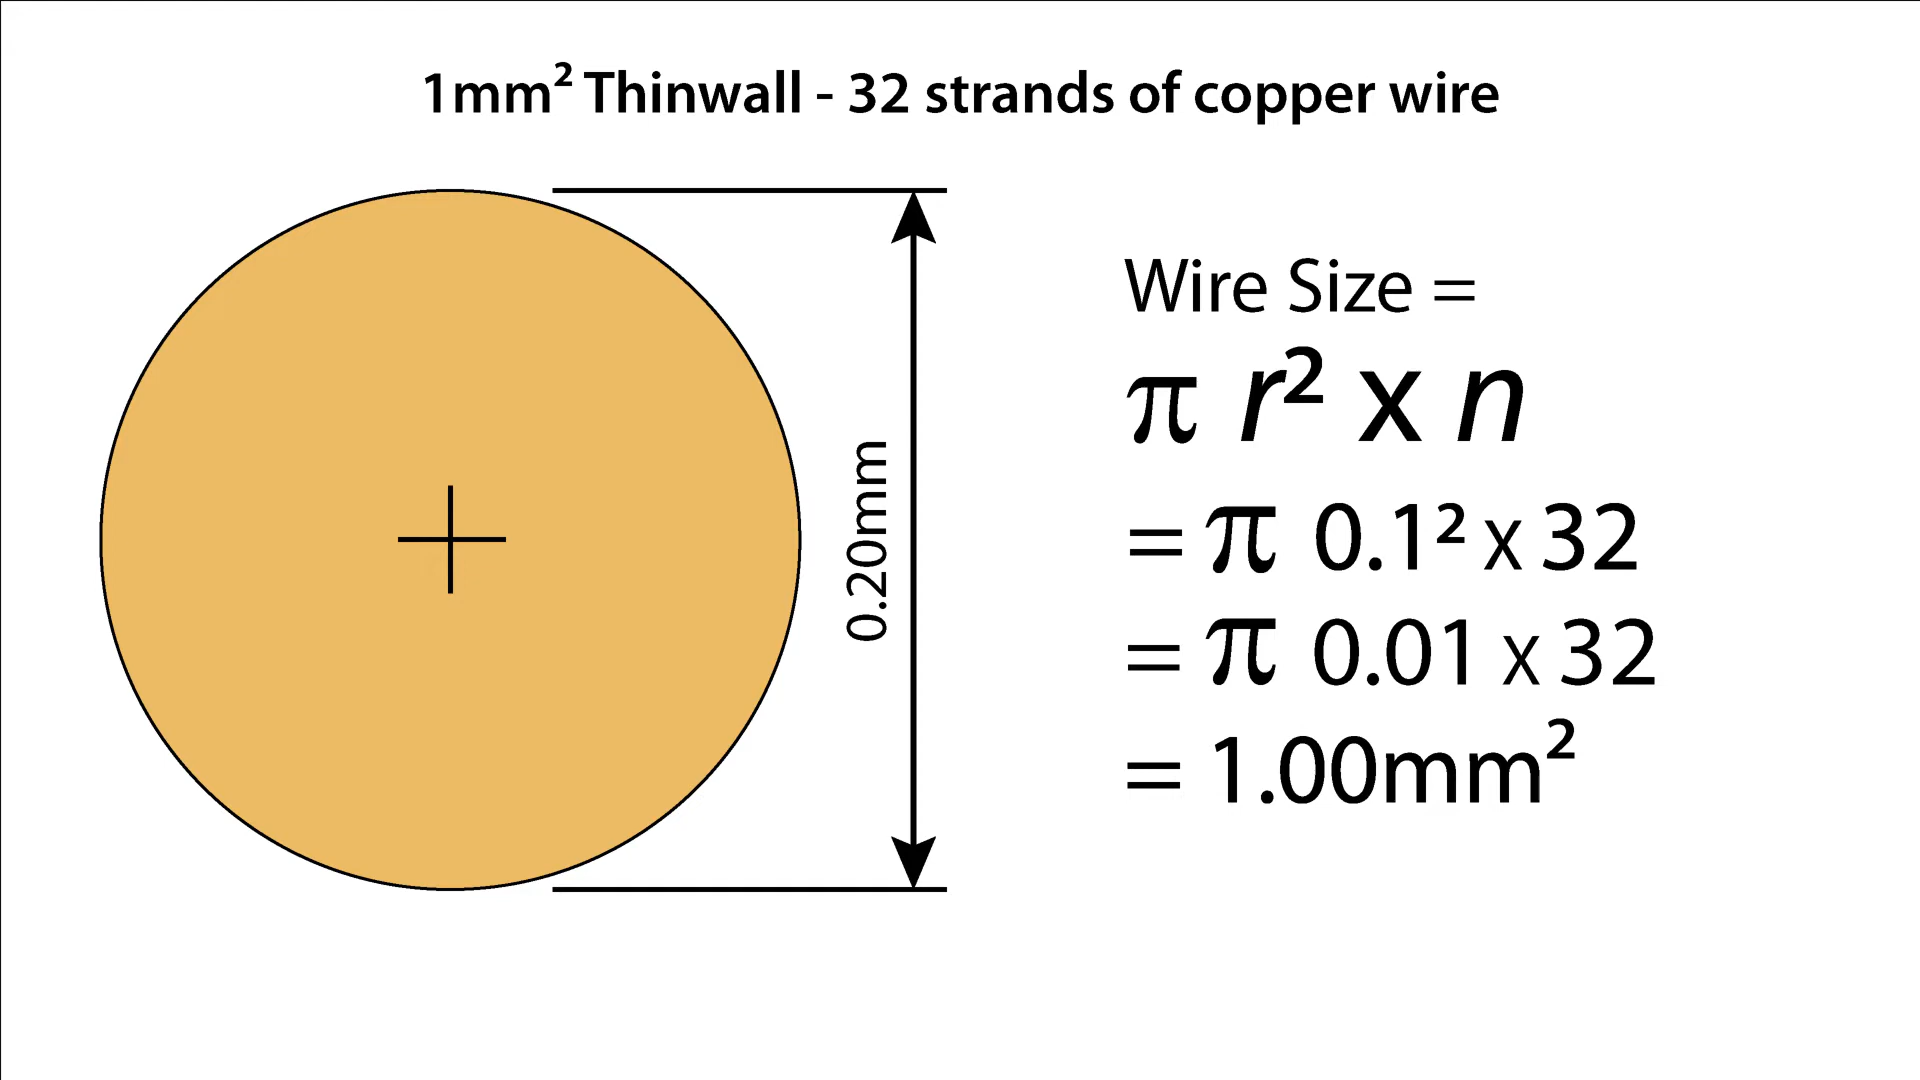 1mm² Thinwall - 32 strands of copper wire
0.20mm
Wire Size =
π r² x n
= π 0.1² x 32
= π 0.01 x 32
= 1.00mm²